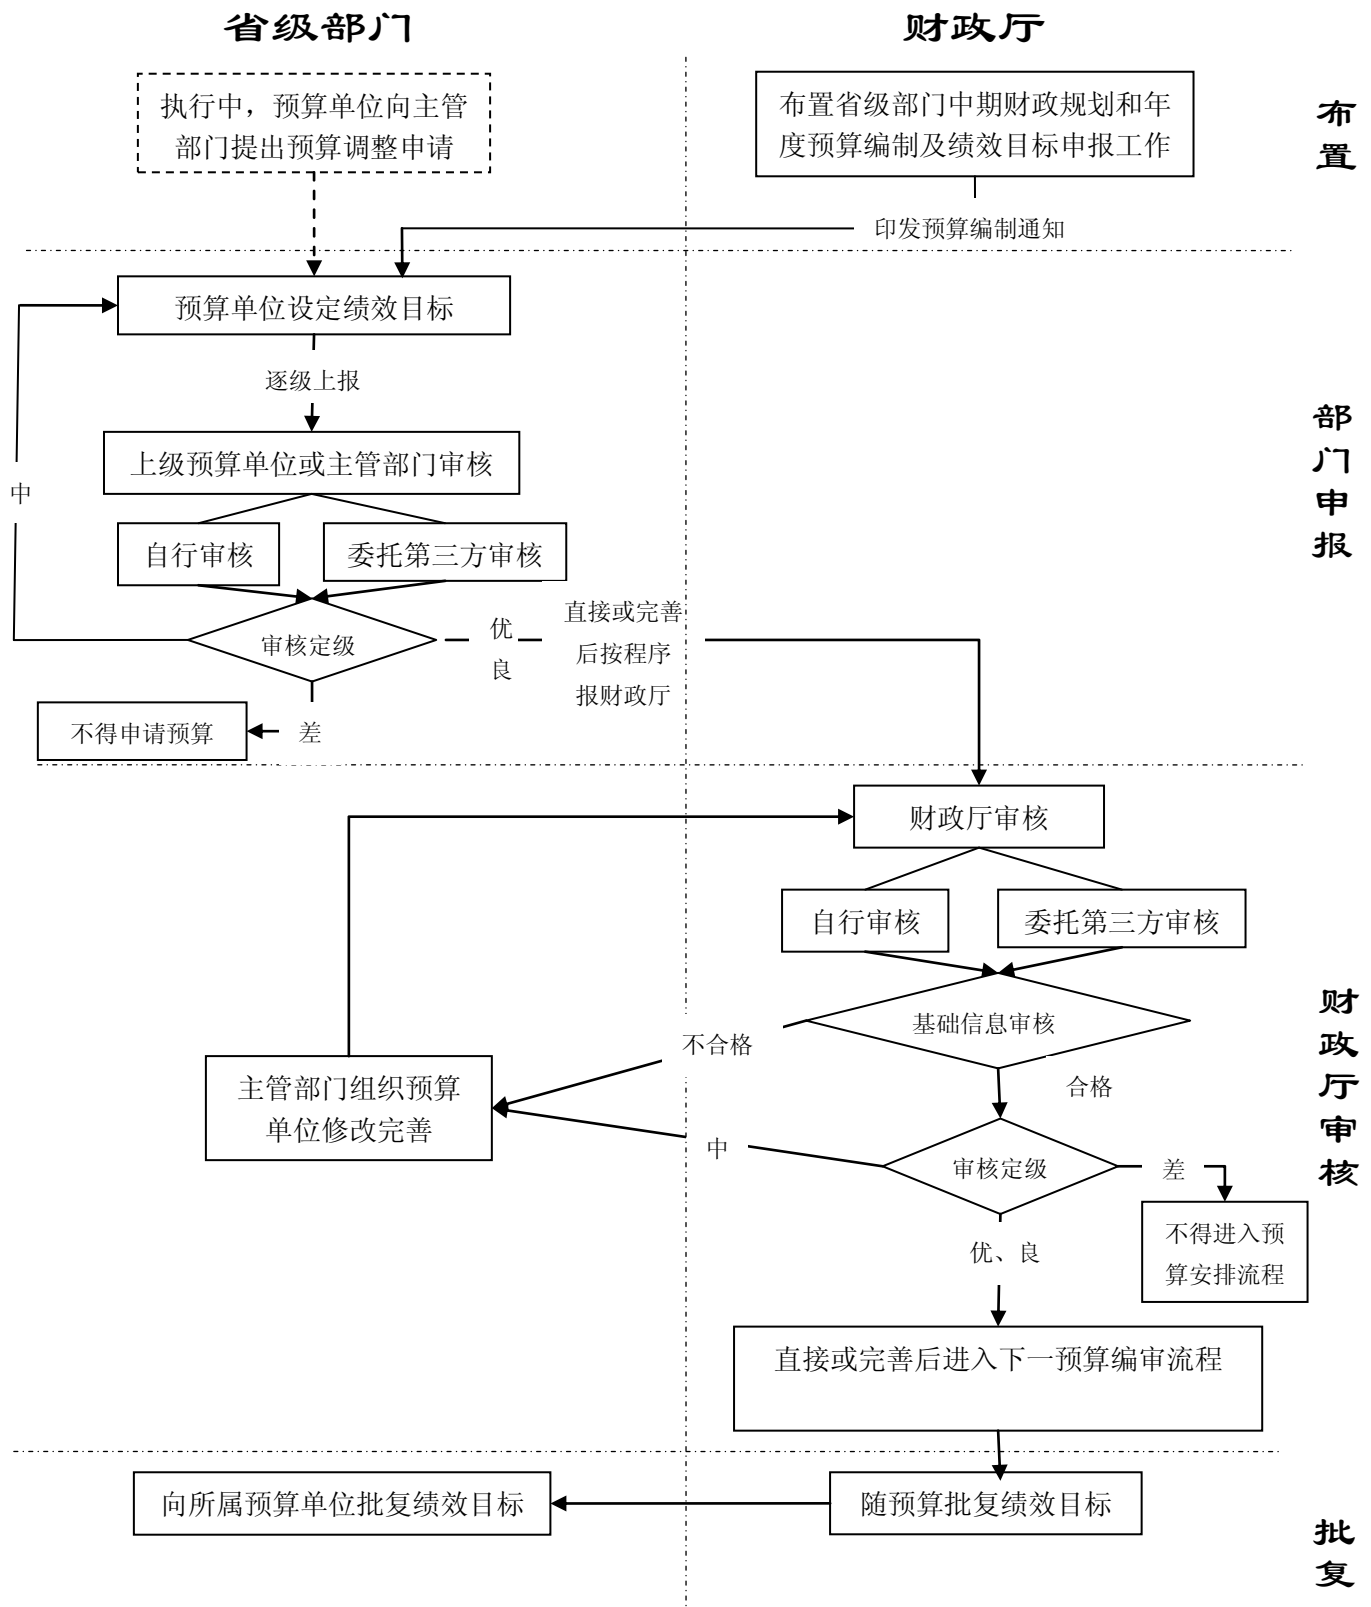 省级部门
财政厅
执行中，预算单位向主管
部门提出预算调整申请
布置省级部门中期财政规划和年
度预算编制及绩效目标申报工作
布
置
印发预算编制通知
预算单位设定绩效目标
逐级上报
上级预算单位或主管部门审核
中
自行审核
委托第三方审核
审核定级
优
良
直接或完善
后按程序
报财政厅
差
不得申请预算
部
门
申
报
财政厅审核
自行审核
委托第三方审核
基础信息审核
不合格
合格
主管部门组织预算
单位修改完善
中
审核定级
差
不得进入预
算安排流程
优、良
直接或完善后进入下一预算编审流程
财
政
厅
审
核
向所属预算单位批复绩效目标
随预算批复绩效目标
批
复